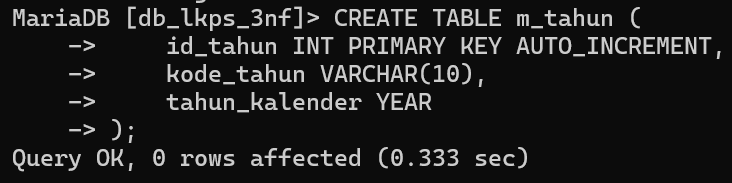 MariaDB [db_lkps_3nf]> CREATE TABLE m_tahun (
    ->     id_tahun INT PRIMARY KEY AUTO_INCREMENT,
    ->     kode_tahun VARCHAR(10),
    ->     tahun_kalender YEAR
    -> );
Query OK, 0 rows affected (0.333 sec)